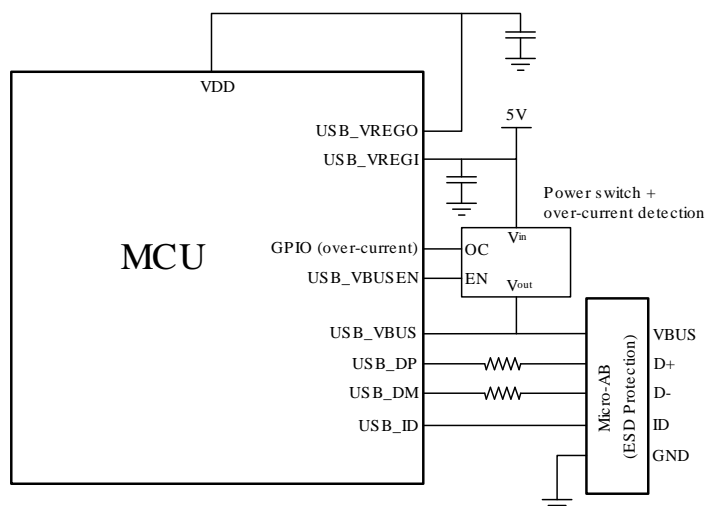 VDD
USB_VREGO
5V
USB_VREGI
Power switch +
over-current detection
Vin
MCU
GPIO (over-current)
OC
USB_VBUSEN
EN
Vout
USB_VBUS
VBUS
USB_DP
D+
USB_DM
D-
USB_ID
ID
GND
Micro-AB
(ESD Protection)